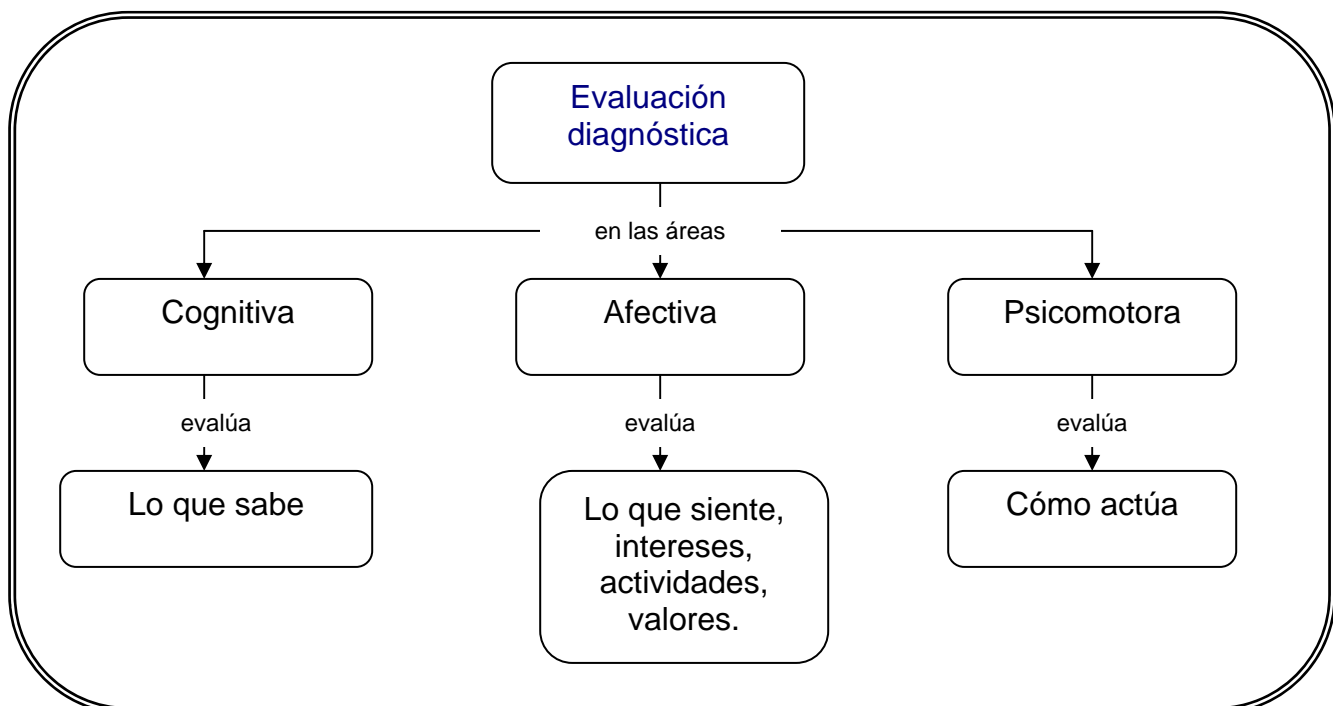 Evaluación
diagnóstica
en las áreas
Cognitiva
Afectiva
Psicomotora
evalúa
evalúa
evalúa
Lo que sabe
Lo que siente,
intereses,
actividades,
valores.
Cómo actúa